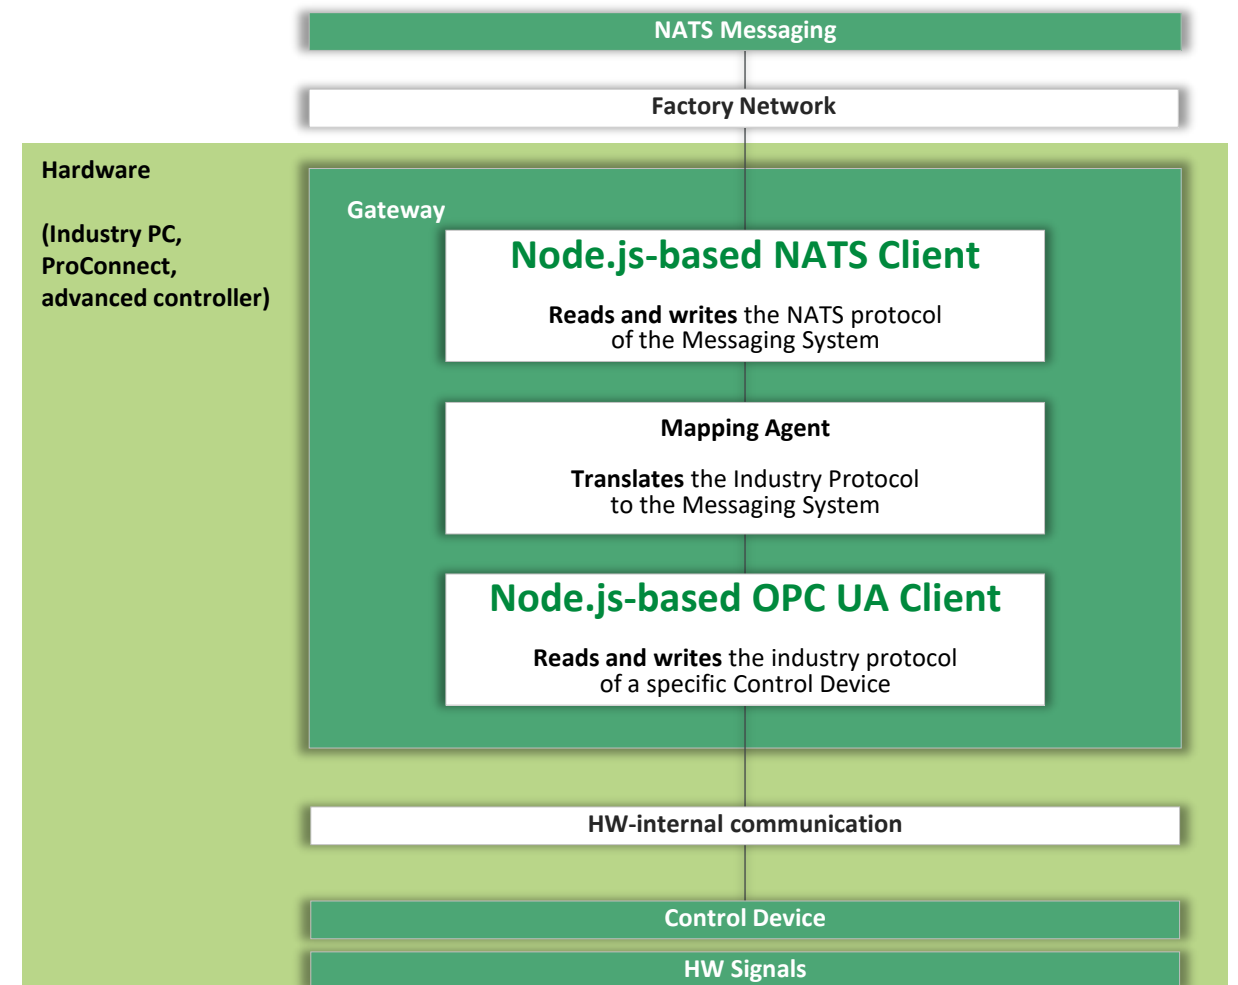 NATS Messaging
Factory Network
Hardware
(Industry PC,
ProConnect,
advanced controller)
Gateway
Node.js-based NATS Client
Reads and writes the NATS protocol
of the Messaging System
Mapping Agent
Translates the Industry Protocol
to the Messaging System
Node.js-based OPC UA Client
Reads and writes the industry protocol
of a specific Control Device
HW-internal communication
Control Device
HW Signals